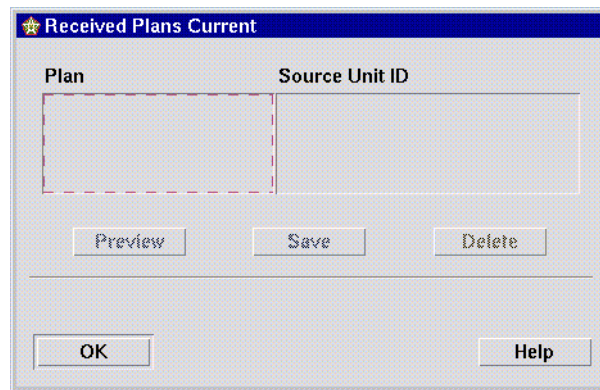 Received Plans Current
Plan Source Unit ID
Preview Save Delete
OK Help